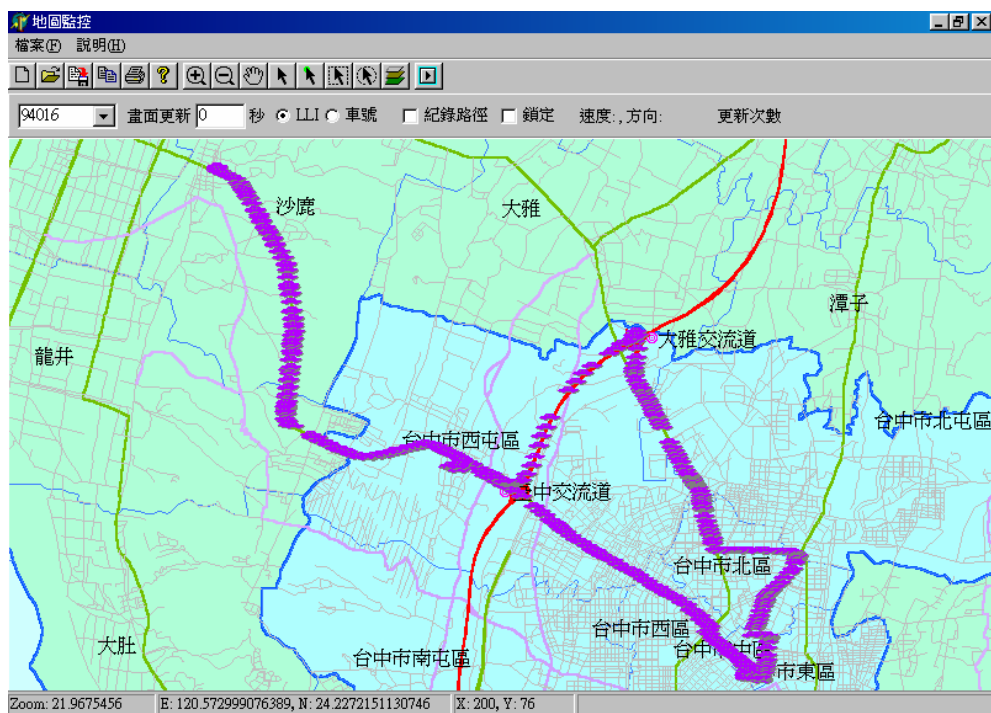 地圖監控
檔案(F) 說明(H)
94016 畫面更新 0 秒 LLI 車號 紀錄路徑 鎖定 速度:,方向: 更新次數
沙鹿
大雅
潭子
大雅交流道
龍井
台中市北屯區
台中市西屯區
中交流道
台中市北區
台中市西區
大肚
台中市南屯區
市東區
Zoom: 21.9675456 E: 120.572999076389, N: 24.2272151130746 X: 200, Y: 76